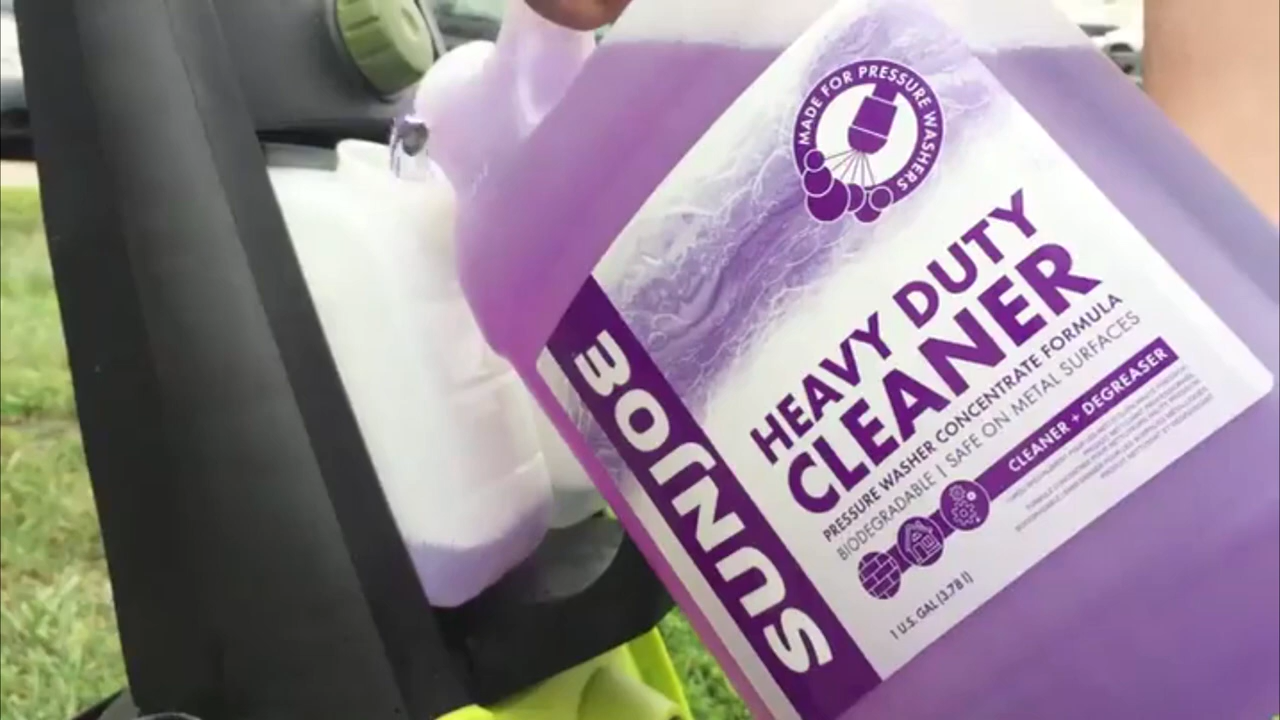 MADE FOR PRESSURE WASHERS
HEAVY DUTY
CLEANER
PRESSURE WASHER CONCENTRATE FORMULA
BIODEGRADABLE | SAFE ON METAL SURFACES
CLEANER + DEGREASER
1 U.S. GAL (3.78 l)
SUNJOE